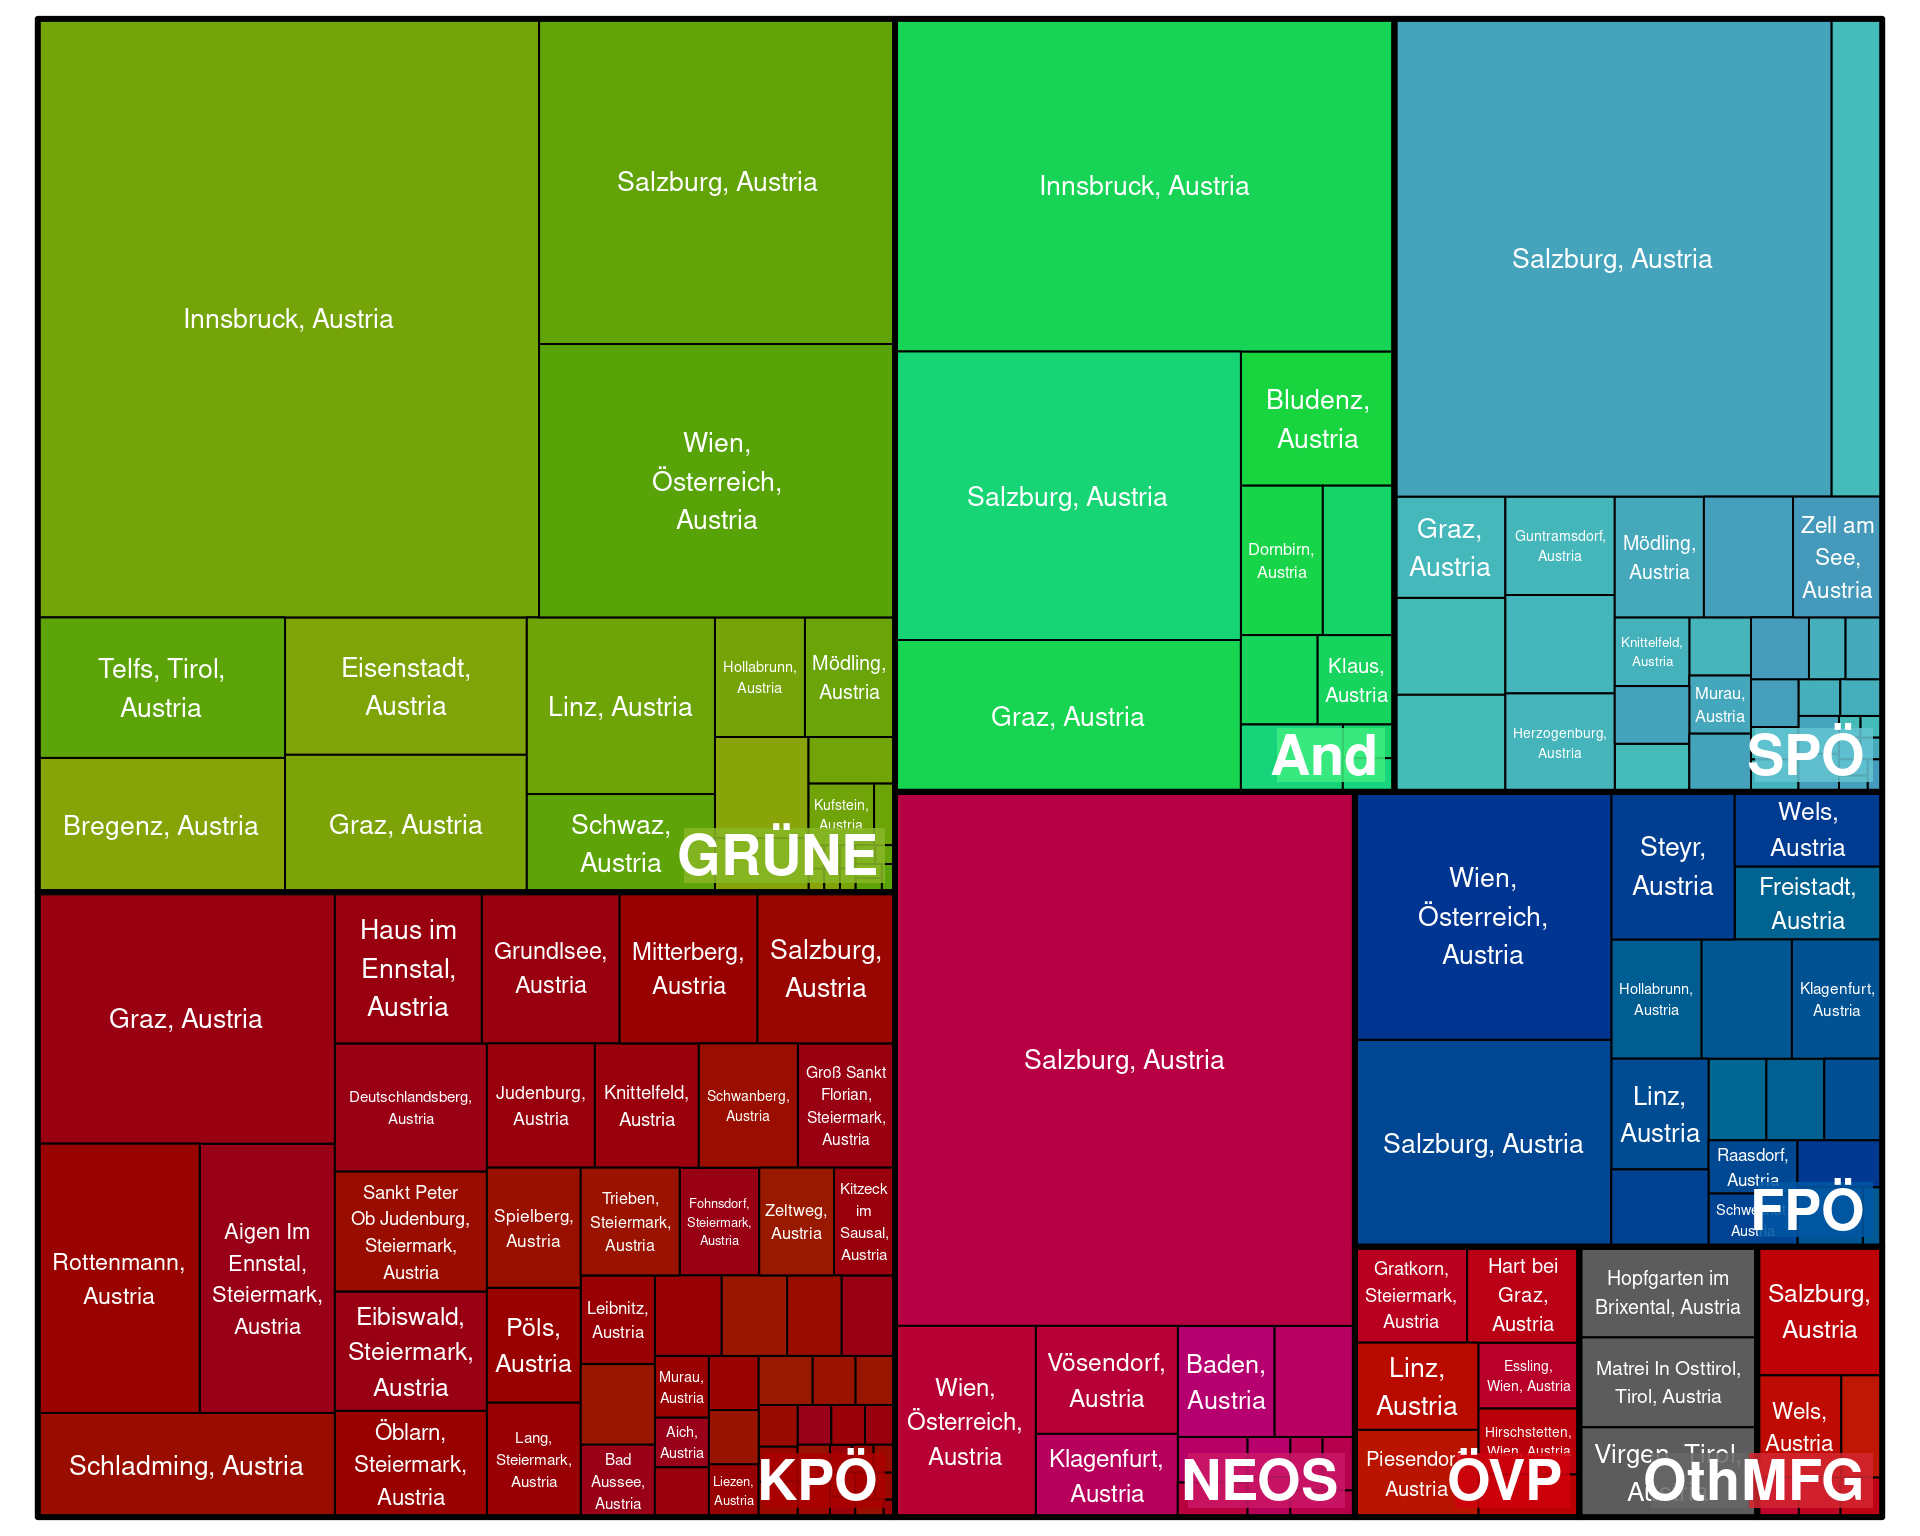 Innsbruck, Austria
Salzburg, Austria
Wien,
Österreich,
Austria
Telfs, Tirol,
Austria
Bregenz, Austria
Eisenstadt,
Austria
Graz, Austria
Linz, Austria
Schwaz,
Austria
Hollabrunn,
Austria
Mödling,
Austria
Kufstein,
Austria
GRÜNE
Innsbruck, Austria
Salzburg, Austria
Graz, Austria
Bludenz,
Austria
Dornbirn,
Austria
Klaus,
Austria
And
Salzburg, Austria
Graz,
Austria
Guntramsdorf,
Austria
Herzogenburg,
Austria
Mödling,
Austria
Zell am
See,
Austria
Knittelfeld,
Austria
Murau,
Austria
SPÖ
Graz, Austria
Rottenmann,
Austria
Aigen Im
Ennstal,
Steiermark,
Austria
Schladming, Austria
Haus im
Ennstal,
Austria
Grundlsee,
Austria
Mitterberg,
Austria
Salzburg,
Austria
Deutschlandsberg,
Austria
Judenburg,
Austria
Knittelfeld,
Austria
Schwanberg,
Austria
Groß Sankt
Florian,
Steiermark,
Austria
Sankt Peter
Ob Judenburg,
Steiermark,
Austria
Eibiswald,
Steiermark,
Austria
Öblarn,
Steiermark,
Austria
Spielberg,
Austria
Pöls,
Austria
Lang,
Steiermark,
Austria
Trieben,
Steiermark,
Austria
Fohnsdorf,
Steiermark,
Austria
Zeltweg,
Austria
Kitzeck
im
Sausal,
Austria
Leibnitz,
Austria
Bad
Aussee,
Austria
Murau,
Austria
Aich,
Austria
Liezen,
Austria
KPÖ
Salzburg, Austria
Wien,
Österreich,
Austria
Vösendorf,
Austria
Klagenfurt,
Austria
Baden,
Austria
NEOS
Wien,
Österreich,
Austria
Salzburg, Austria
Steyr,
Austria
Wels,
Austria
Freistadt,
Austria
Hollabrunn,
Austria
Klagenfurt,
Austria
Linz,
Austria
Raasdorf,
Austria
Austria
FPÖ
Gratkorn,
Steiermark,
Austria
Hart bei
Graz,
Austria
Linz,
Austria
Piesendorf,
Austria
Essling,
Wien, Austria
Hirschstetten,
Wien, Austria
ÖVP
Hopfgarten im
Brixental, Austria
Matrei In Osttirol,
Tirol, Austria
Virgen, Tirol,
Austria
Salzburg,
Austria
Wels,
Austria
OthMFG